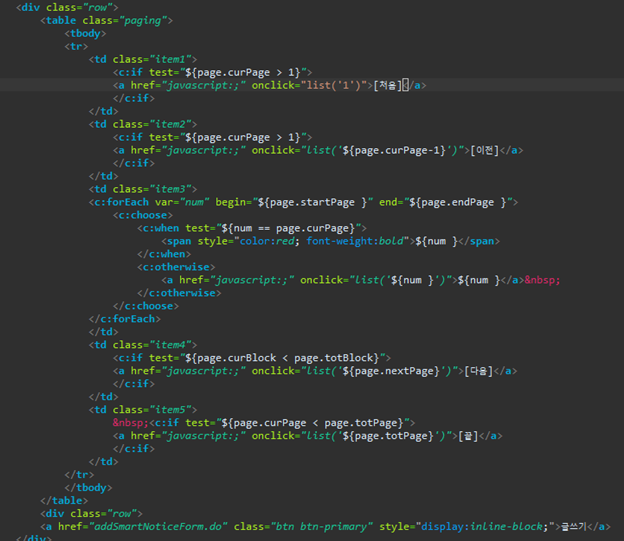 <div class="row">
<table class="paging">
<tbody>
<tr>
<td class="item1">
<c:if test="${page.curPage > 1}">
<a href="javascript:;" onclick="list('1')">[처음]</a>
</c:if>
</td>
<td class="item2">
<c:if test="${page.curPage > 1}">
<a href="javascript:;" onclick="list('${page.curPage-1}')">[이전]</a>
</c:if>
</td>
<td class="item3">
<c:forEach var="num" begin="${page.startPage }" end="${page.endPage }">
<c:choose>
<c:when test="${num == page.curPage}">
<span style="color:red; font-weight:bold">${num }</span>
</c:when>
<c:otherwise>
<a href="javascript:;" onclick="list('${num }')">${num }</a>&nbsp;
</c:otherwise>
</c:choose>
</c:forEach>
</td>
<td class="item4">
<c:if test="${page.curBlock < page.totBlock}">
<a href="javascript:;" onclick="list('${page.nextPage}')">[다음]</a>
</c:if>
</td>
<td class="item5">
&nbsp;<c:if test="${page.curPage < page.totPage}">
<a href="javascript:;" onclick="list('${page.totPage}')">[끝]</a>
</c:if>
</td>
</tr>
</tbody>
</table>
<div class="row">
<a href="addSmartNoticeForm.do" class="btn btn-primary" style="display:inline-block;">글쓰기</a>
</div>